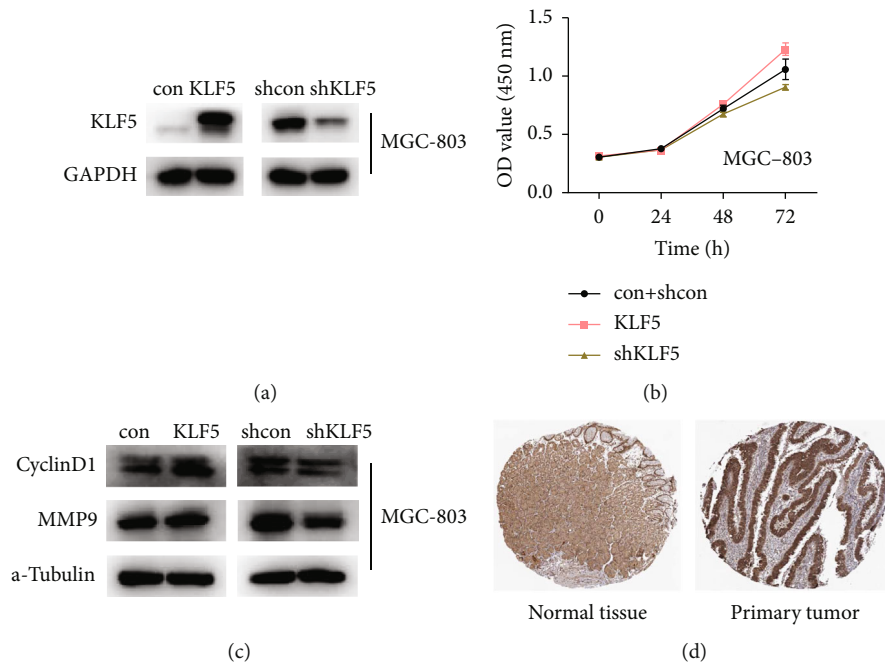 con KLF5
shcon shKLF5
KLF5
GAPDH
MGC-803
(a)
OD value (450 nm)
1.5
1.0
0.5
0.0
MGC–803
0 24 48 72
Time (h)
con+shcon
KLF5
shKLF5
(b)
con KLF5
shcon shKLF5
CyclinD1
MMP9
a-Tubulin
MGC-803
(c)
Normal tissue
Primary tumor
(d)